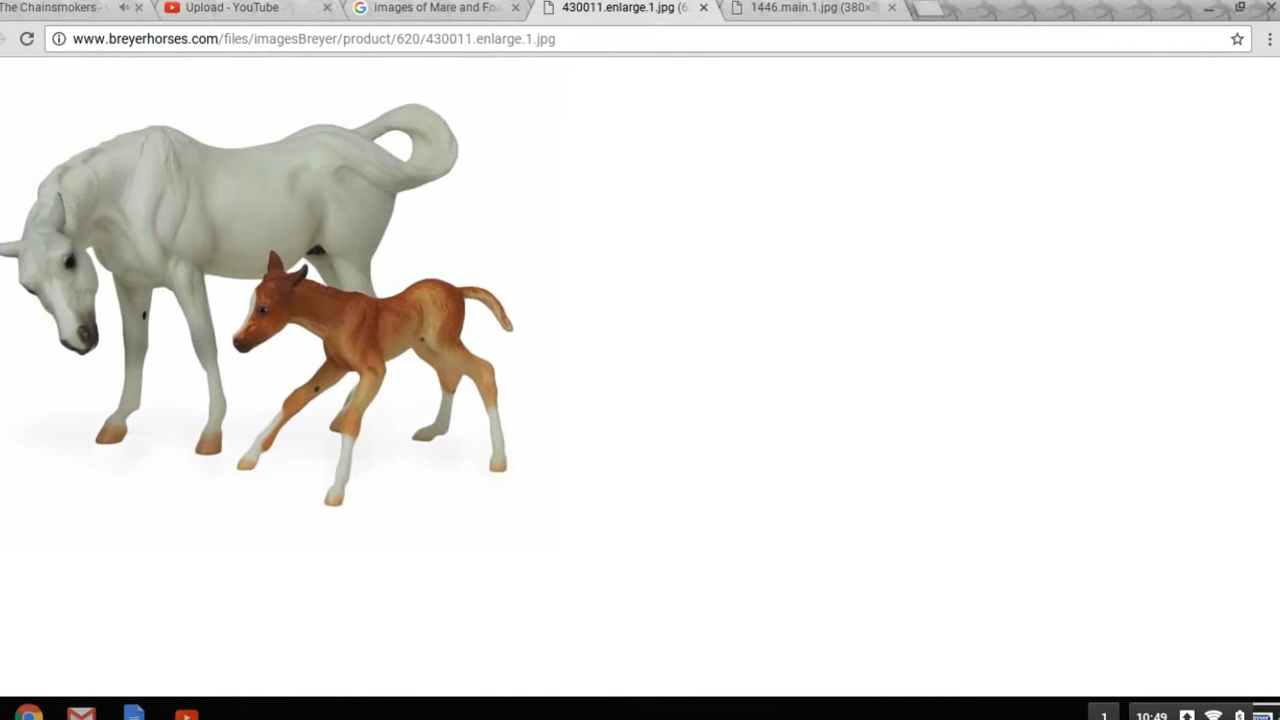 The Chainsmokers -
Upload - YouTube
images of Mare and Fo
430011.enlarge.1.jpg (6
1446.main.1.jpg (380×
www.breyerhorses.com/files/imagesBreyer/product/620/430011.enlarge.1.jpg
1
10:49